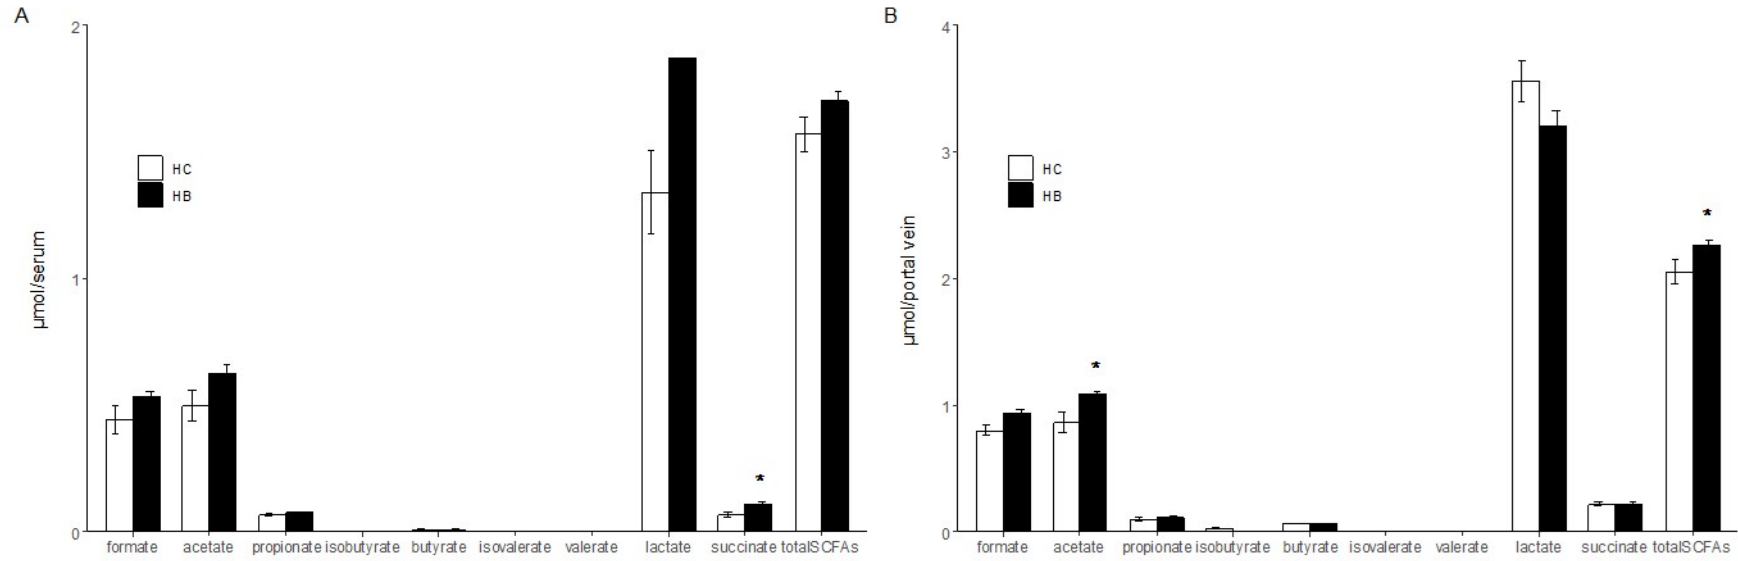 A
2
1
0
μmol/serum
HC
HB
*
formate acetate propionate isobutyrate butyrate isovalerate valerate lactate succinate totalSCFAs
B
4
3
2
1
0
μmol/portal vein
HC
HB
*
*
formate acetate propionate isobutyrate butyrate isovalerate valerate lactate succinate totalSCFAs